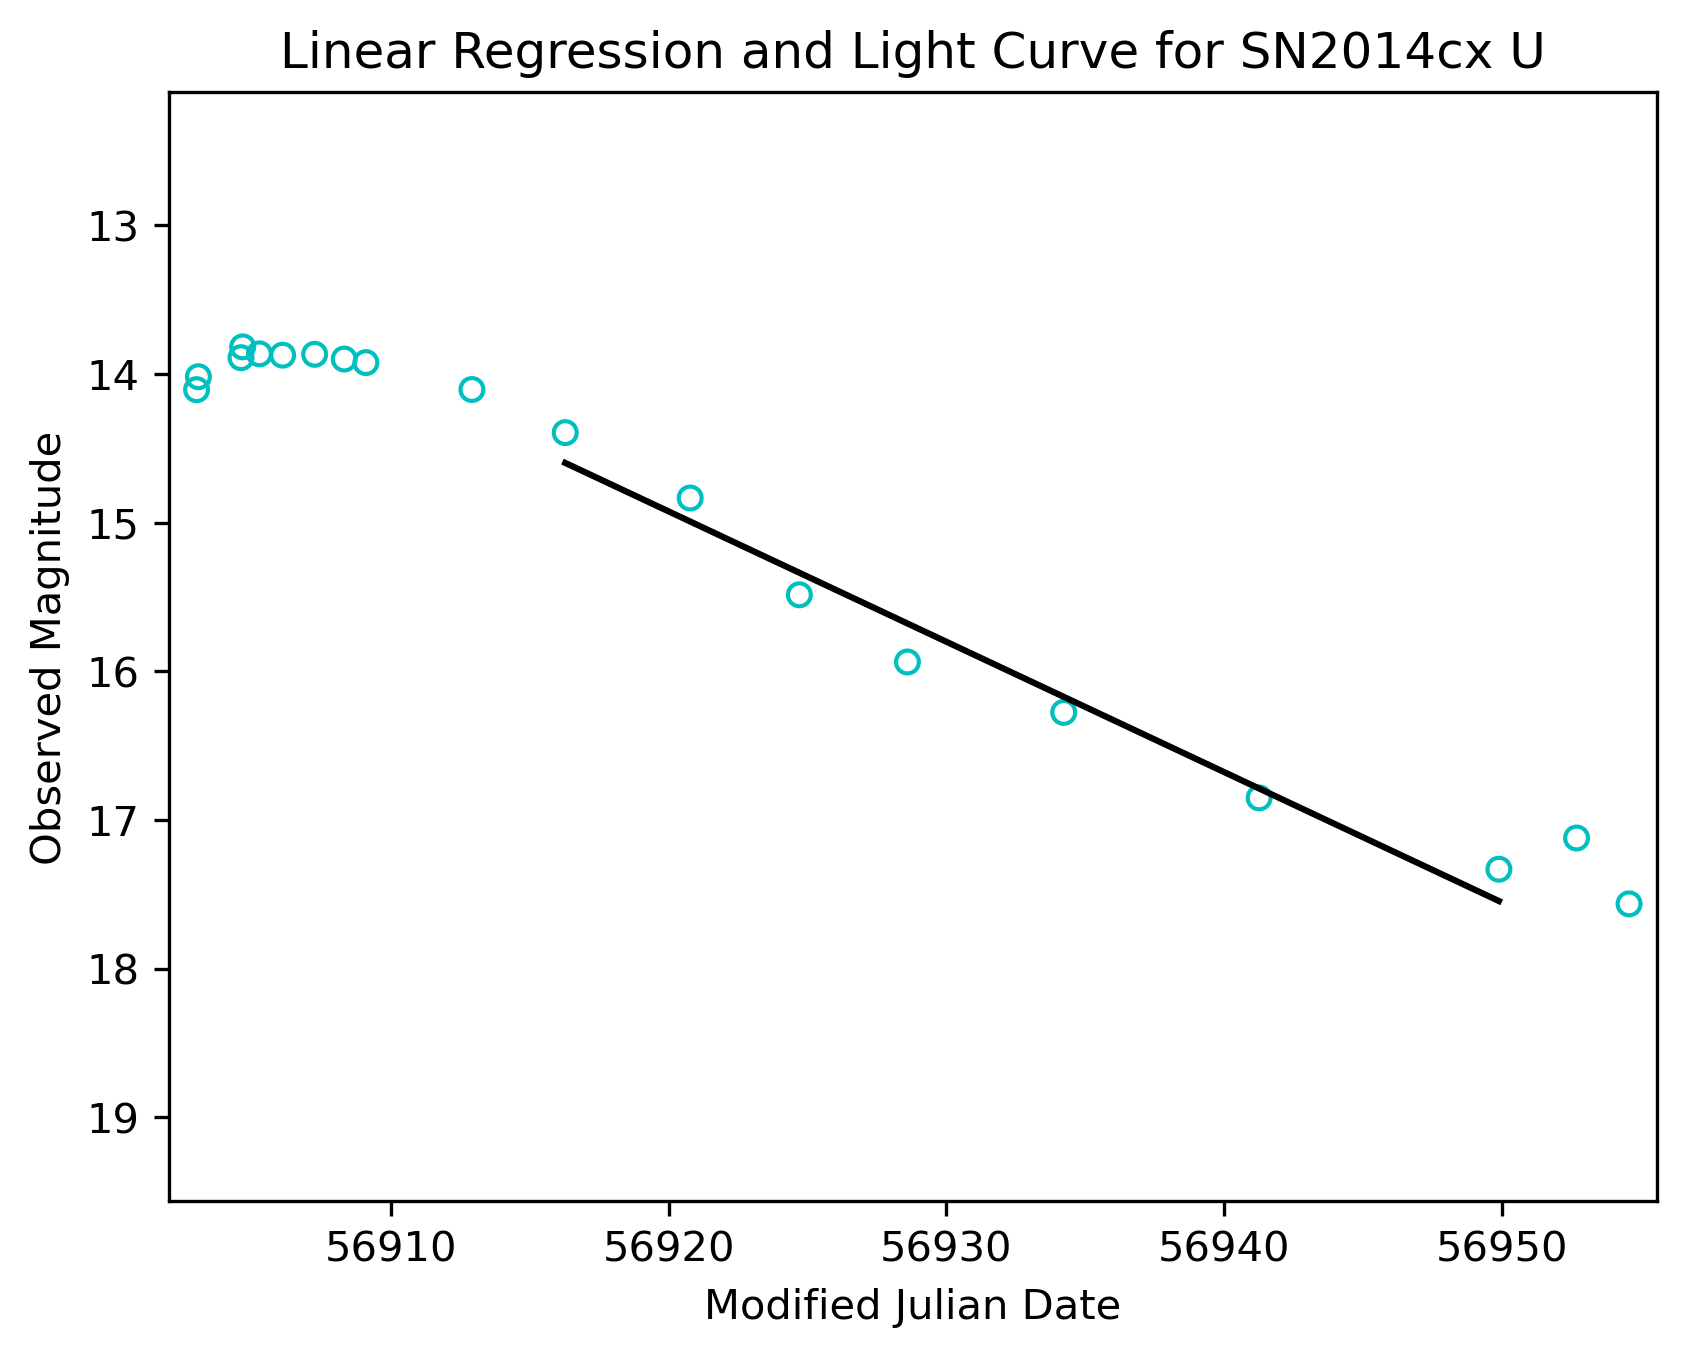 Linear Regression and Light Curve for SN2014cx U
Observed Magnitude
13
14
15
16
17
18
19
56910 56920 56930 56940 56950
Modified Julian Date